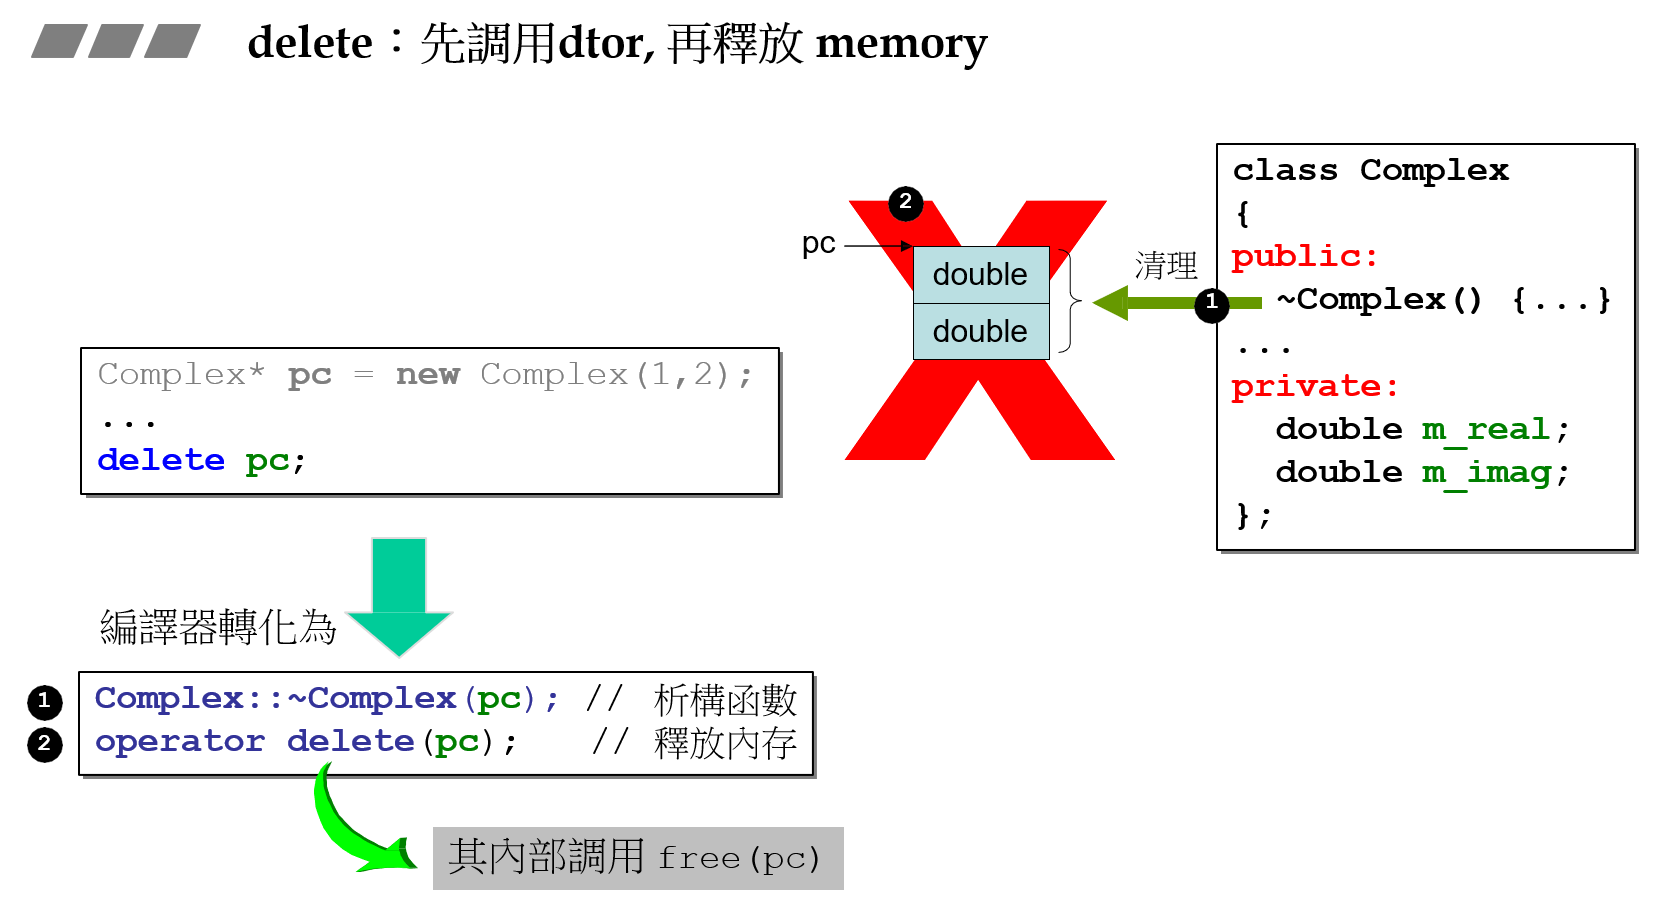 delete：先調用dtor, 再釋放 memory
Complex* pc = new Complex(1,2);
...
delete pc;
編譯器轉化為
1 Complex::~Complex(pc); // 析構函數
2 operator delete(pc); // 釋放內存
其內部調用 free(pc)
2
pc
double
double
清理
1
class Complex
{
public:
~Complex() {...}
...
private:
double m_real;
double m_imag;
};